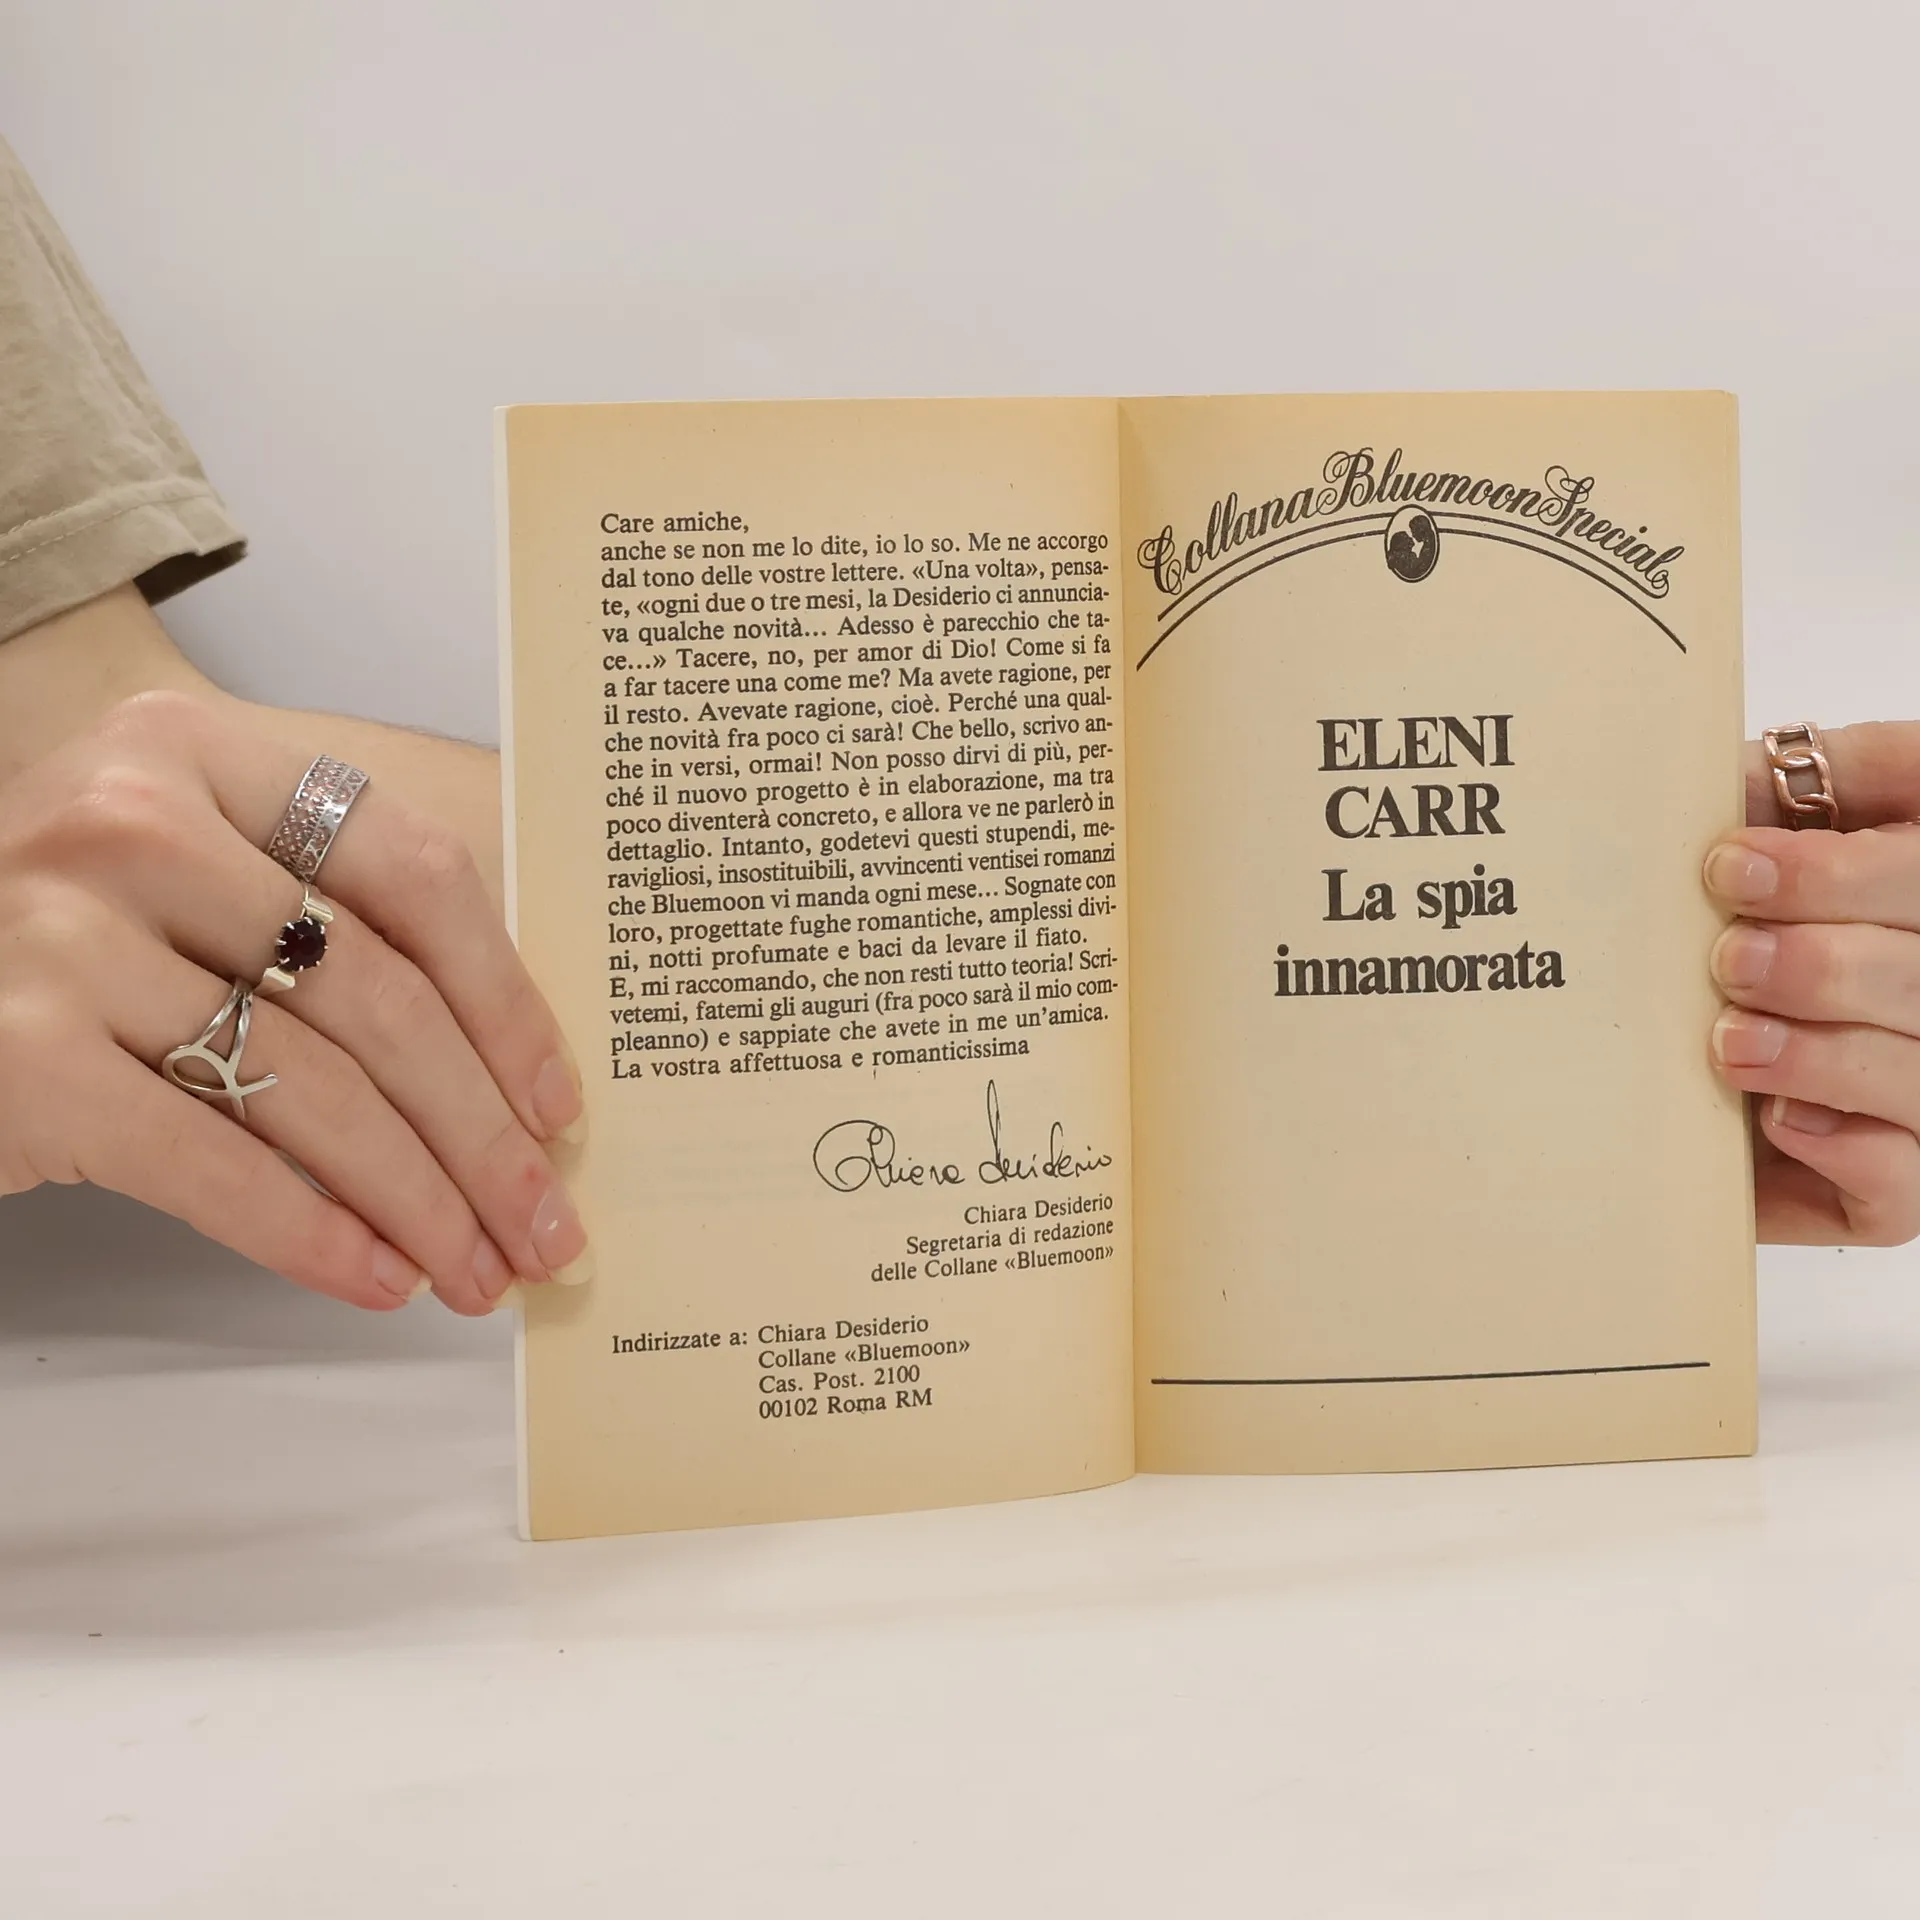 Care amiche,
anche se non me lo dite, io lo so. Me ne accorgo
dal tono delle vostre lettere. «Una volta», pensa-
te, «ogni due o tre mesi, la Desiderio ci annuncia-
va qualche novità... Adesso è parecchio che ta-
ce...» Tacere, no, per amor di Dio! Come si fa
a far tacere una come me? Ma avete ragione, per
il resto. Avevate ragione, cioè. Perché una qual-
che novità fra poco ci sarà! Che bello, scrivo an-
che in versi, ormai! Non posso dirvi di più, per-
ché il nuovo progetto è in elaborazione, ma tra
poco diventerà concreto, e allora ve ne parlerò in
dettaglio. Intanto, godetevi questi stupendi, me-
ravigliosi, insostituibili, avvincenti ventisei romanzi
che Bluemoon vi manda ogni mese... Sognate con
loro, progettate fughe romantiche, amplessi divi-
ni, notti profumate e baci da levare il fiato.
E, mi raccomando, che non resti tutto teoria! Scri-
vetemi, fatemi gli auguri (fra poco sarà il mio com-
pleanno) e sappiate che avete in me un'amica.
La vostra affettuosa e romanticissima
Chiara Desiderio
Chiara Desiderio
Segretaria di redazione
delle Collane «Bluemoon»
Indirizzate a: Chiara Desiderio
Collane «Bluemoon»
Cas. Post. 2100
00102 Roma RM
Collana Bluemoon Special
ELENI
CARR
La spia
innamorata